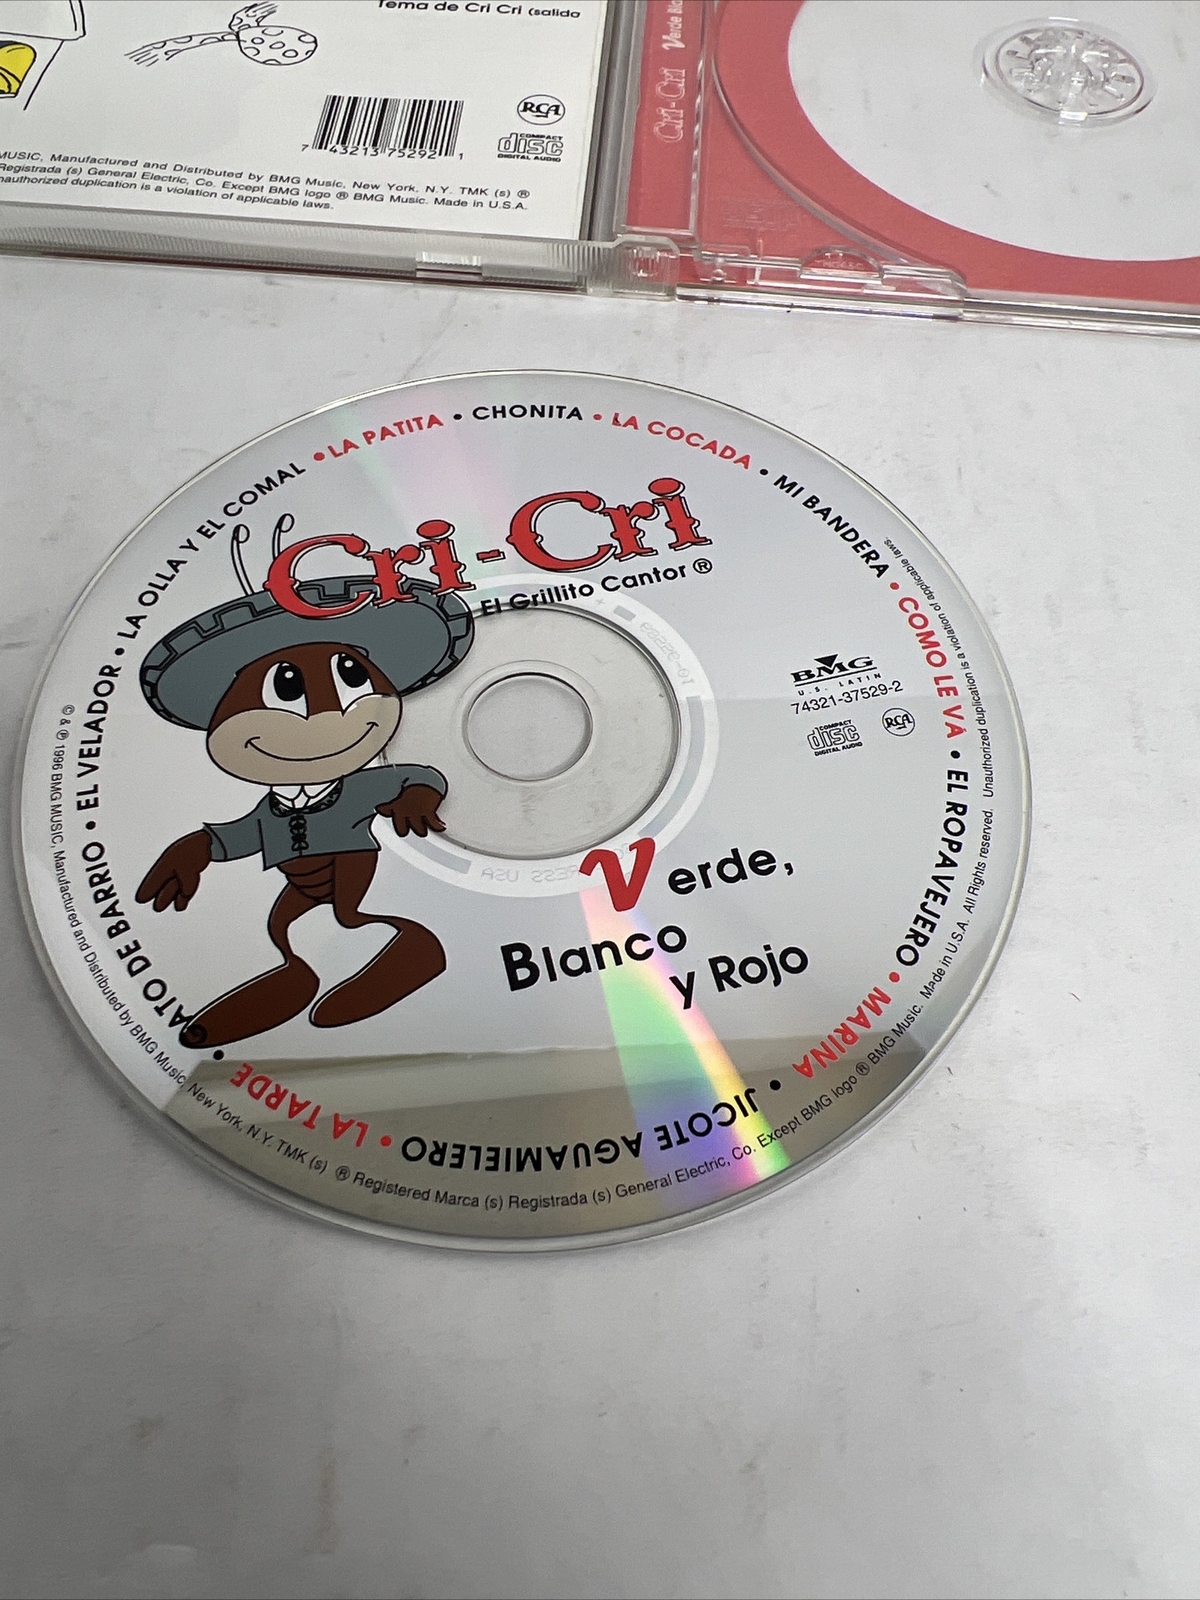 Tema de Cri Cri (salida
RCA
COMPACT
disc
DIGITAL AUDIO
7 43213 75292 1
MUSIC, Manufactured and Distributed by BMG Music, New York, N.Y. TMK (s) ®
Registrada (s) General Electric, Co. Except BMG logo ® BMG Music. Made in U.S.A.
unauthorized duplication is a violation of applicable laws.
Cri-Cri Verde Bla
LA PATITA • CHONITA • LA COCADA • MI BANDERA • COMO LE VA • EL ROPAVEJERO • MARINA • JICOTE AGUAMIELERO • LA TARDE • GATO DE BARRIO • EL VELADOR • LA OLLA Y EL COMAL •
Cri-Cri
El Grillito Cantor ®
BMG
U.S. LATIN
74321-37529-2
COMPACT
disc
DIGITAL AUDIO
RCA
Verde,
Blanco
y Rojo
© & ℗ 1996 BMG MUSIC, Manufactured and Distributed by BMG Music, New York, N.Y. TMK (s) ® Registered Marca (s) Registrada (s) General Electric, Co. Except BMG logo ® BMG Music. Made in U.S.A. All Rights reserved. Unauthorized duplication is a violation of applicable laws.